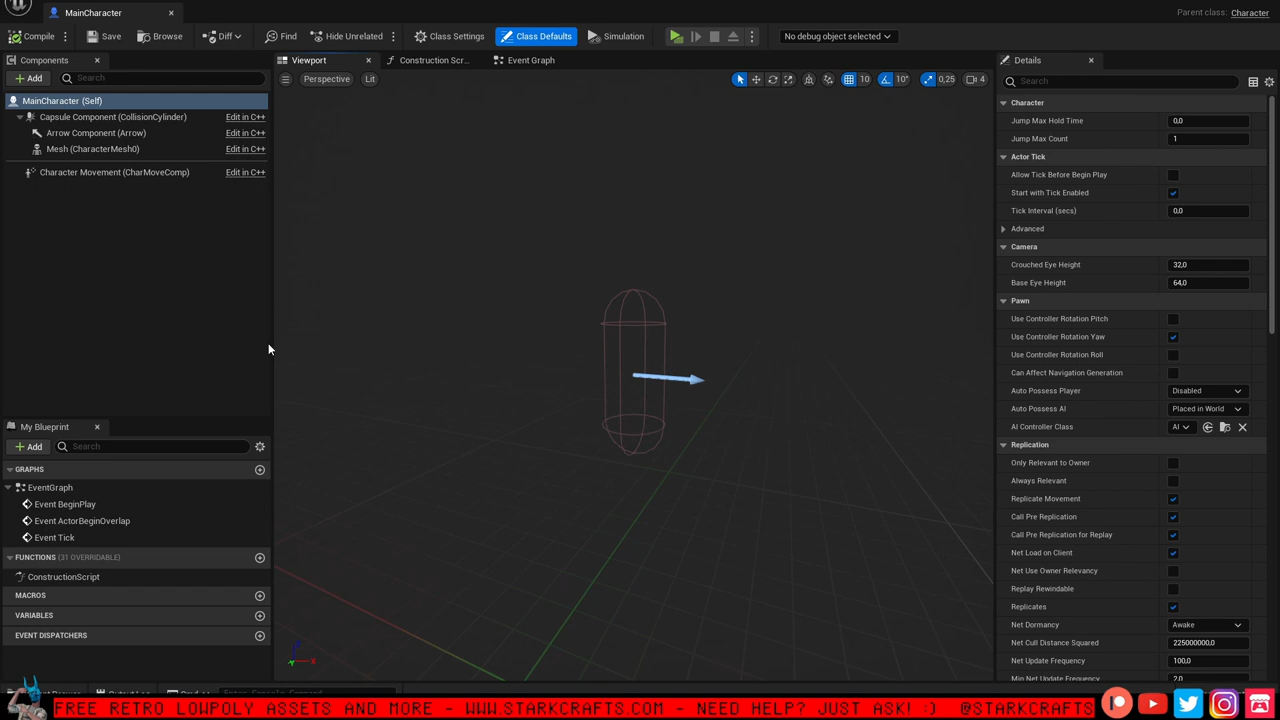 MainCharacter
Parent class: Character
Compile
Save
Browse
Diff
Find
Hide Unrelated
Class Settings
Class Defaults
Simulation
No debug object selected
Components
Add
Search
MainCharacter (Self)
Capsule Component (CollisionCylinder) Edit in C++
Arrow Component (Arrow) Edit in C++
Mesh (CharacterMesh0) Edit in C++
Character Movement (CharMoveComp) Edit in C++
My Blueprint
Add
Search
GRAPHS
EventGraph
Event BeginPlay
Event ActorBeginOverlap
Event Tick
FUNCTIONS (31 OVERRIDABLE)
ConstructionScript
MACROS
VARIABLES
EVENT DISPATCHERS
Viewport
Construction Scr...
Event Graph
Perspective
Lit
10
10°
0,25
4
X
Details
Search
Character
Jump Max Hold Time 0,0
Jump Max Count 1
Actor Tick
Allow Tick Before Begin Play
Start with Tick Enabled
Tick Interval (secs) 0,0
Advanced
Camera
Crouched Eye Height 32,0
Base Eye Height 64,0
Pawn
Use Controller Rotation Pitch
Use Controller Rotation Yaw
Use Controller Rotation Roll
Can Affect Navigation Generation
Auto Possess Player Disabled
Auto Possess AI Placed in World
AI Controller Class AI
Replication
Only Relevant to Owner
Always Relevant
Replicate Movement
Call Pre Replication
Call Pre Replication for Replay
Net Load on Client
Net Use Owner Relevancy
Replay Rewindable
Replicates
Net Dormancy Awake
Net Cull Distance Squared 225000000,0
Net Update Frequency 100,0
Min Net Update Frequency 2,0
FREE RETRO LOWPOLY ASSETS AND MORE - WWW.STARKCRAFTS.COM - NEED HELP? JUST ASK! :) @STARKCRAFTS